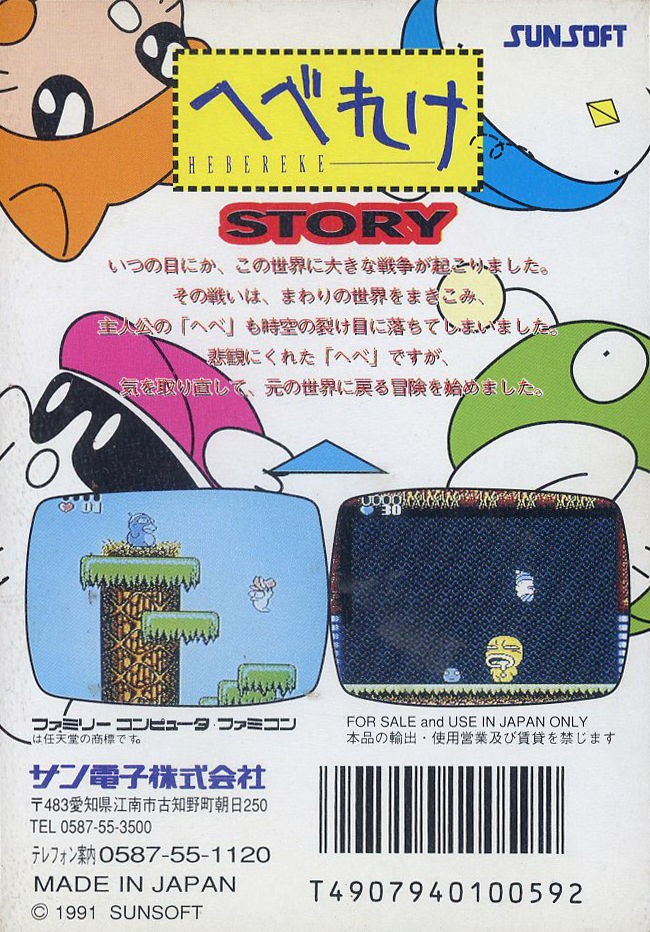 SUNSOFT
へべれけ
HEBEREKE
STORY
いつの日にか、この世界に大きな戦争が起こりました。
その戦いは、まわりの世界をまきこみ、
主人公の「ヘベ」も時空の裂け目に落ちてしまいました。
悲観にくれた「ヘベ」ですが、
気を取り直して、元の世界に戻る冒険を始めました。
01
30
ファミリー コンピュータ・ファミコン
は任天堂の商標です。
FOR SALE and USE IN JAPAN ONLY
本品の輸出・使用営業及び賃貸を禁じます
サン電子株式会社
〒483愛知県江南市古知野町朝日250
TEL 0587-55-3500
テレフォン案内0587-55-1120
MADE IN JAPAN
© 1991 SUNSOFT
T4907940100592